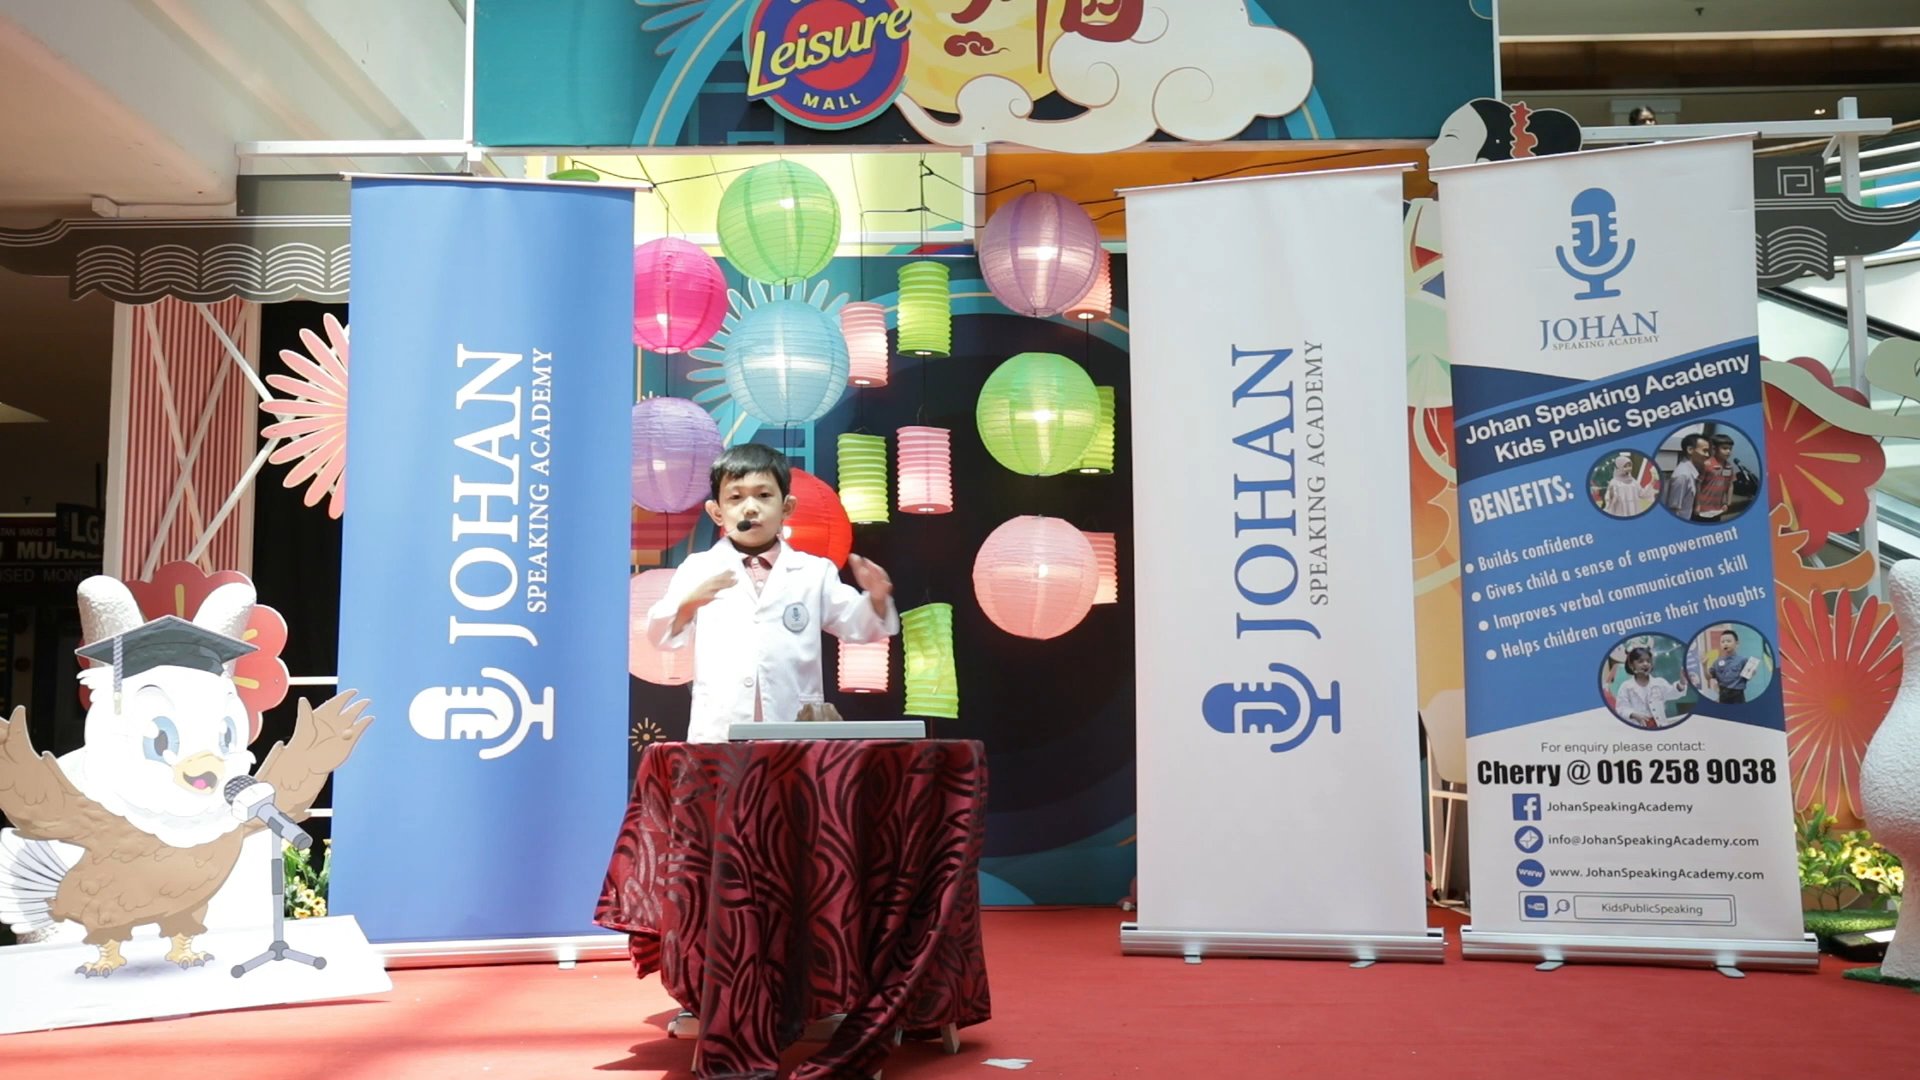 Leisure
MALL
JOHAN
SPEAKING ACADEMY
JOHAN
SPEAKING ACADEMY
JOHAN
SPEAKING ACADEMY
Johan Speaking Academy
Kids Public Speaking
BENEFITS:
• Builds confidence
• Gives child a sense of empowerment
• Improves verbal communication skill
• Helps children organize their thoughts
For enquiry please contact:
Cherry @ 016 258 9038
JohanSpeakingAcademy
info@JohanSpeakingAcademy.com
www
www. JohanSpeakingAcademy.com
KidsPublicSpeaking
LG